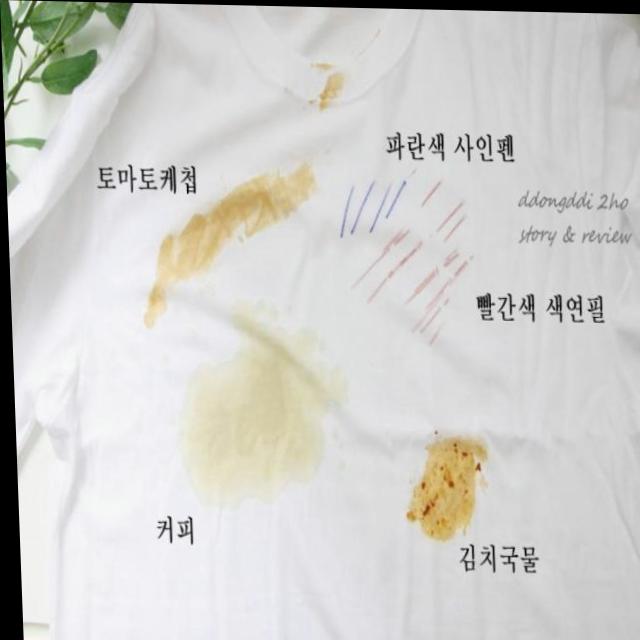 파란색 사인펜
토마토케첩
ddongddi 2ho
story & review
빨간색 색연필
커피
김치국물